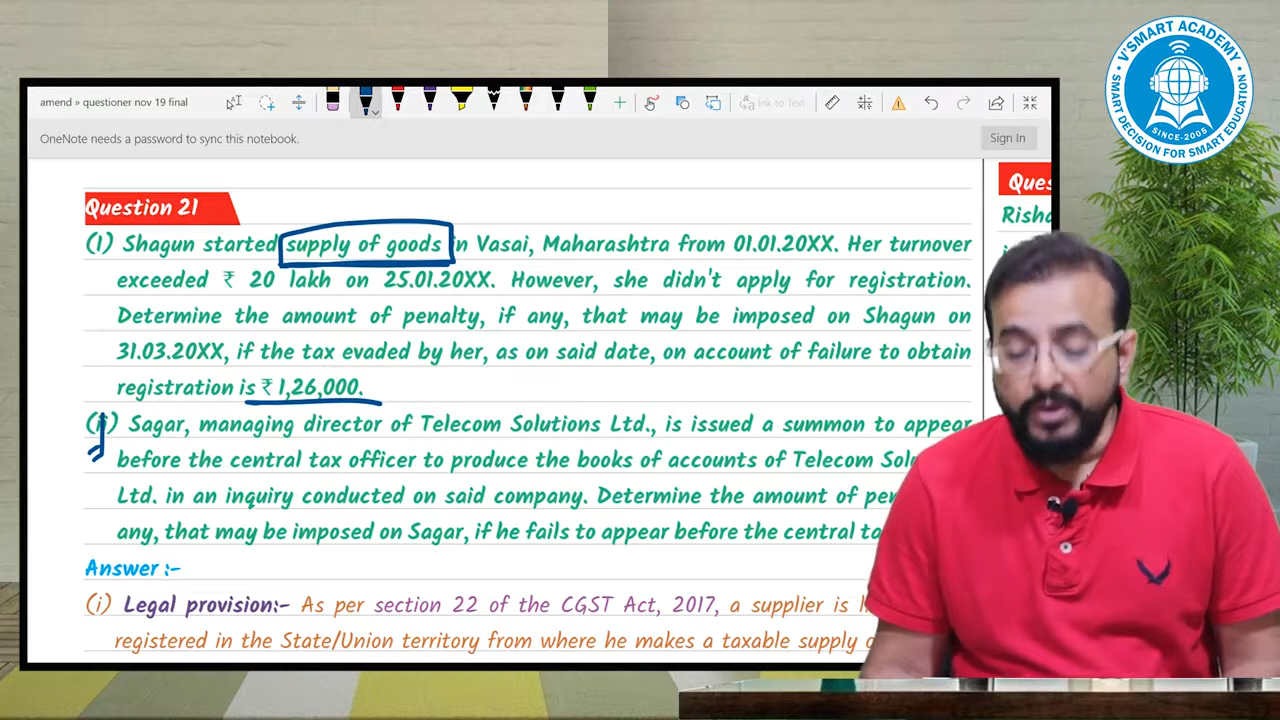 V'SMART ACADEMY
SINCE-2005
SMART DECISION FOR SMART EDUCATION
amend » questioner nov 19 final
Ink to Text
OneNote needs a password to sync this notebook.
Sign In
Question 21
(I) Shagun started supply of goods in Vasai, Maharashtra from 01.01.20XX. Her turnover
exceeded ₹ 20 lakh on 25.01.20XX. However, she didn't apply for registration.
Determine the amount of penalty, if any, that may be imposed on Shagun on
31.03.20XX, if the tax evaded by her, as on said date, on account of failure to obtain
registration is ₹ 1,26,000.
(ii) Sagar, managing director of Telecom Solutions Ltd., is issued a summon to appear
before the central tax officer to produce the books of accounts of Telecom
Ltd. in an inquiry conducted on said company. Determine the amount of
any, that may be imposed on Sagar, if he fails to appear before the central
Answer :-
(i) Legal provision:- As per section 22 of the CGST Act, 2017, a supplier is
registered in the State/Union territory from where he makes a taxable supply